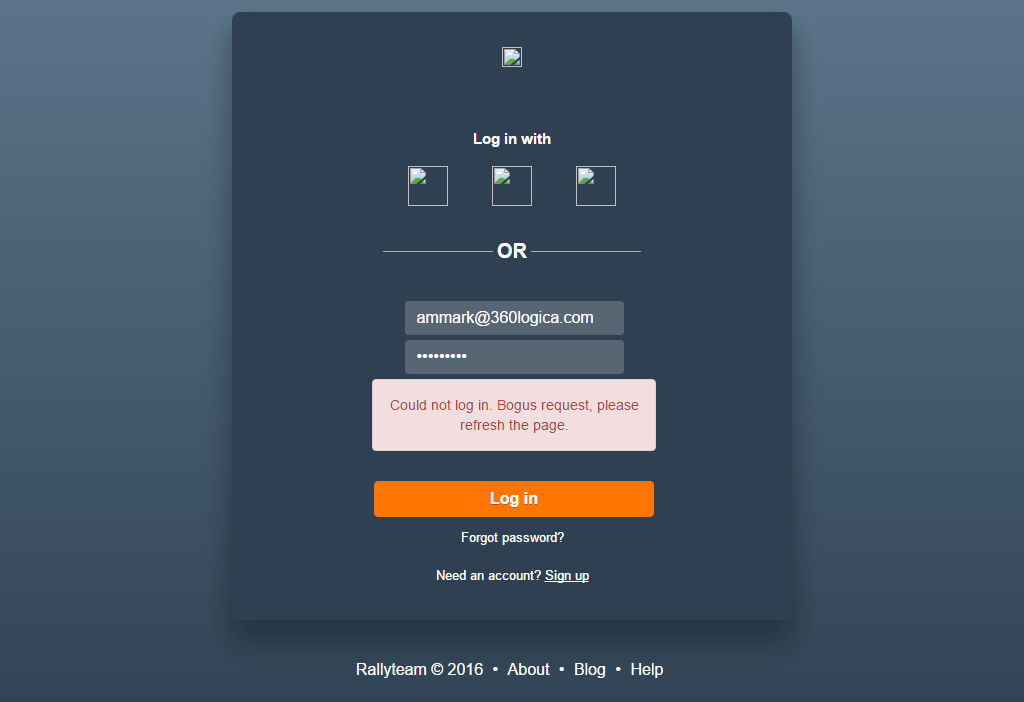 Log in with
OR
ammark@360logica.com
•••••••••
Could not log in. Bogus request, please
refresh the page.
Log in
Forgot password?
Need an account? Sign up
Rallyteam © 2016 • About • Blog • Help